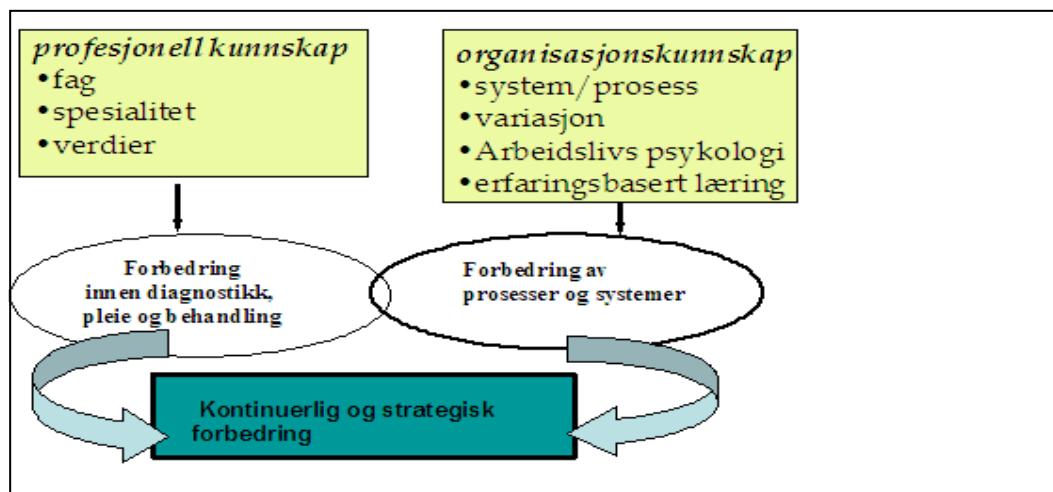 profesjonell kunnskap
•fag
•spesialitet
•verdier
organisasjonskunnskap
•system/prosess
•variasjon
•Arbeidslivs psykologi
•erfaringsbasert læring
Forbedring
innen diagnostikk,
pleie og behandling
Forbedring av
prosesser og systemer
Kontinuerlig og strategisk
forbedring